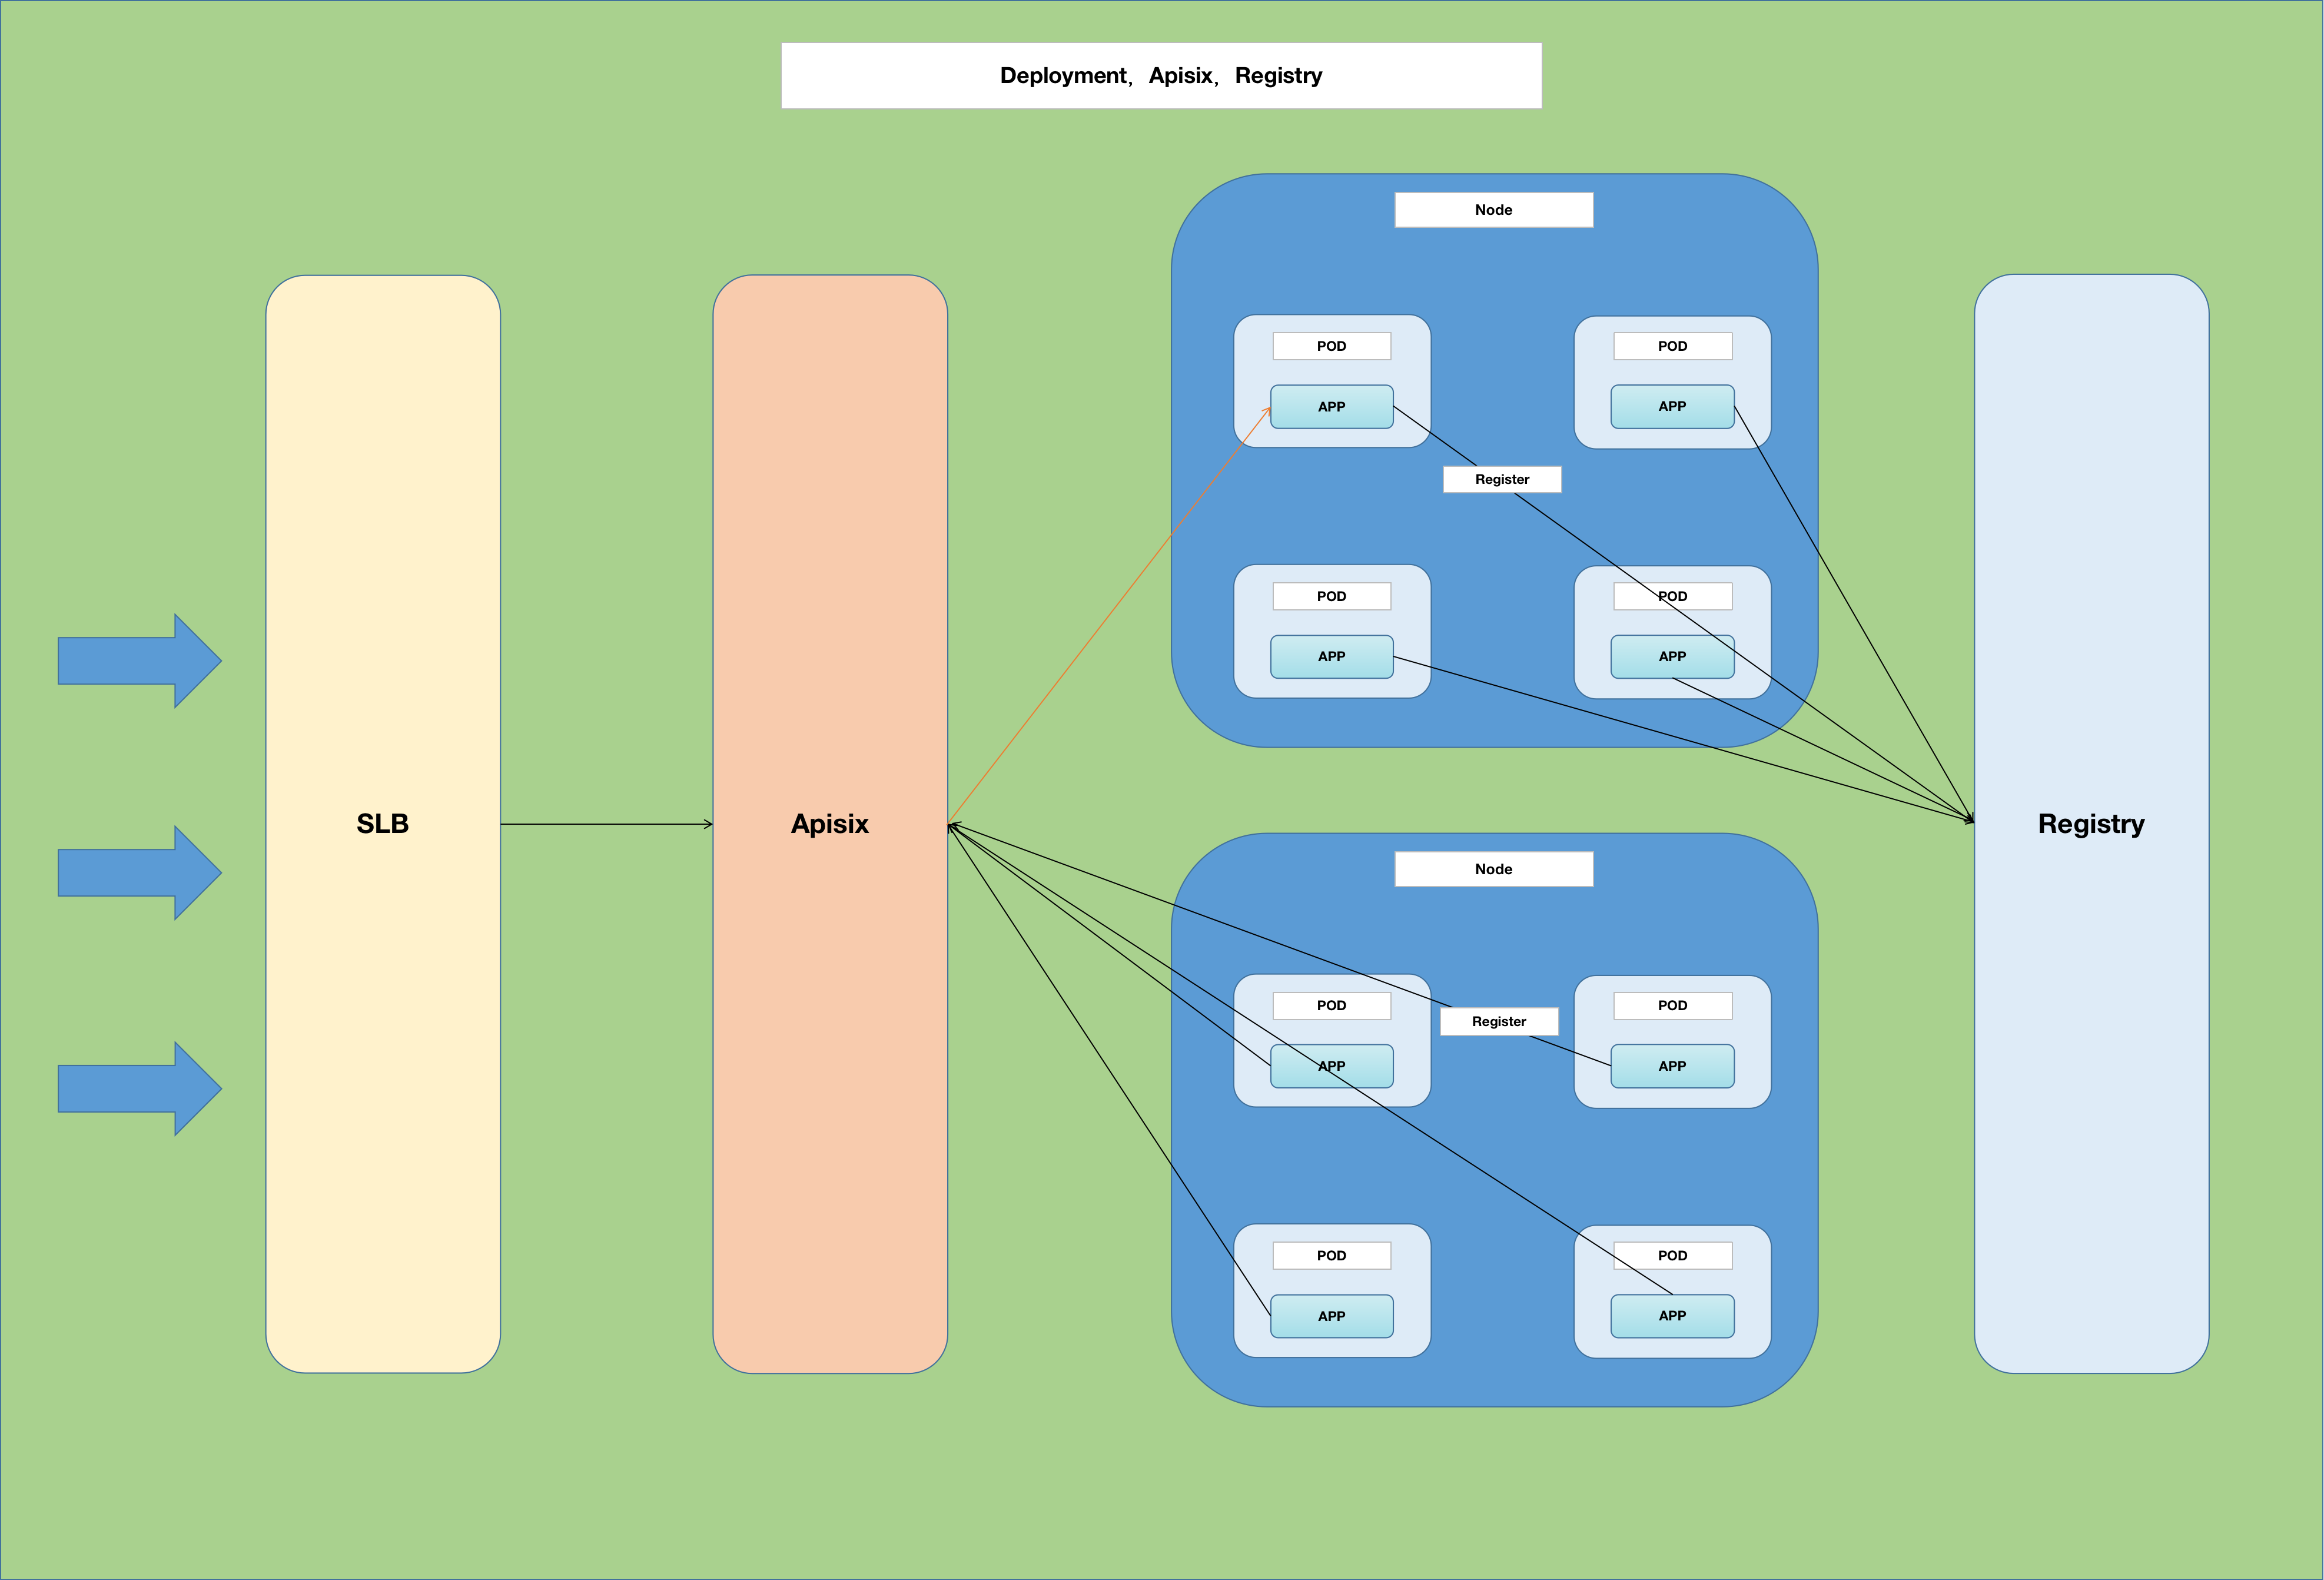 Deployment，Apisix，Registry
Node
POD
POD
APP
APP
Register
POD
POD
APP
APP
SLB
Apisix
Registry
Node
POD
POD
Register
APP
APP
POD
POD
APP
APP